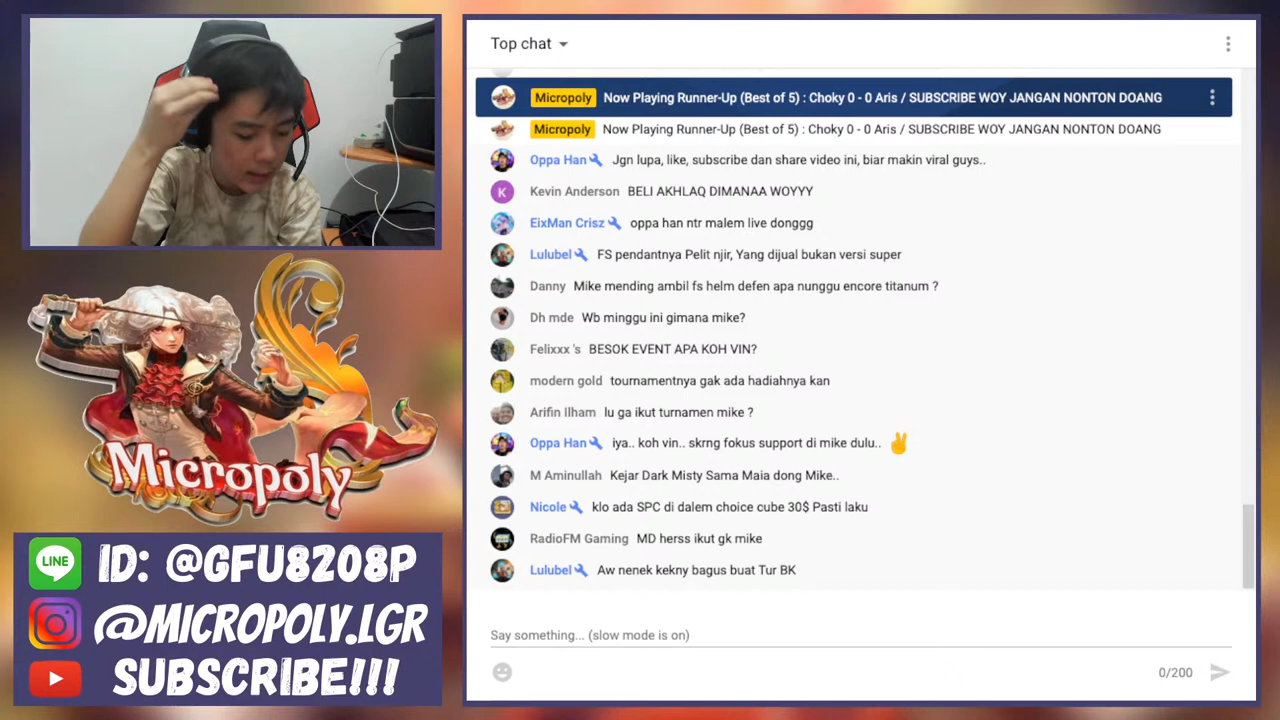 Top chat
Micropoly Now Playing Runner-Up (Best of 5) : Choky 0 - 0 Aris / SUBSCRIBE WOY JANGAN NONTON DOANG
Micropoly Now Playing Runner-Up (Best of 5) : Choky 0 - 0 Aris / SUBSCRIBE WOY JANGAN NONTON DOANG
Oppa Han Jgn lupa, like, subscribe dan share video ini, biar makin viral guys..
K Kevin Anderson BELI AKHLAQ DIMANAA WOYYY
EixMan Crisz oppa han ntr malem live donggg
Lulubel FS pendantnya Pelit njir, Yang dijual bukan versi super
Danny Mike mending ambil fs helm defen apa nunggu encore titanum ?
Dh mde Wb minggu ini gimana mike?
Felixxx 's BESOK EVENT APA KOH VIN?
modern gold tournamentnya gak ada hadiahnya kan
Arifin Ilham lu ga ikut turnamen mike ?
Oppa Han iya.. koh vin.. skrng fokus support di mike dulu.. ✌
M Aminullah Kejar Dark Misty Sama Maia dong Mike..
Nicole klo ada SPC di dalem choice cube 30$ Pasti laku
RadioFM Gaming MD herss ikut gk mike
Lulubel Aw nenek kekny bagus buat Tur BK
Say something... (slow mode is on)
0/200
Micropoly
LINE ID: @GFU8208P
@MICROPOLY.LGR
SUBSCRIBE!!!